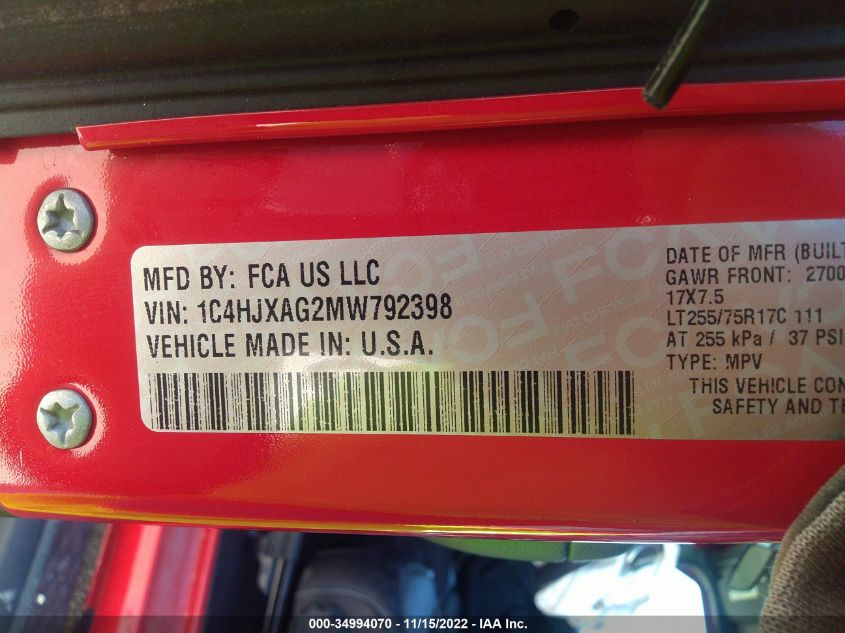 MFD BY: FCA US LLC
VIN: 1C4HJXAG2MW792398
VEHICLE MADE IN: U.S.A.
DATE OF MFR (BUILT
GAWR FRONT: 2700
17X7.5
LT255/75R17C 111
AT 255 kPa / 37 PSI
TYPE: MPV
THIS VEHICLE CON
SAFETY AND TH
000-34994070 - 11/15/2022 - IAA Inc.